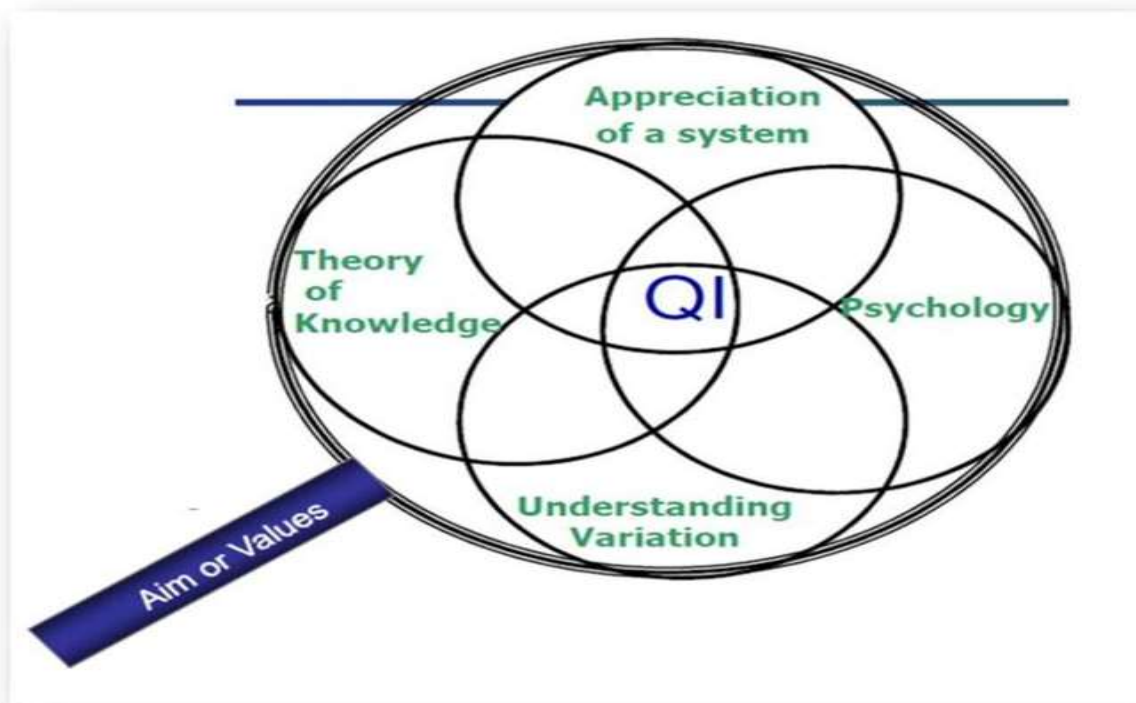 Appreciation
of a system
Theory
of
Knowledge
QI
Psychology
Understanding
Variation
Aim or Values